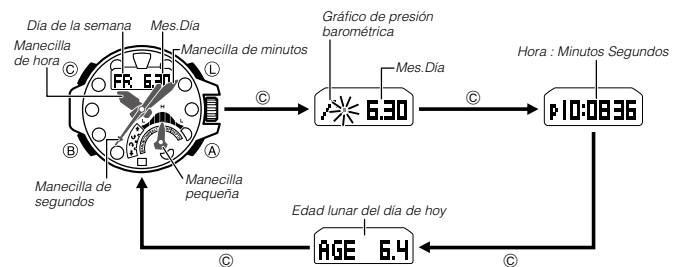 Día de la semana
Mes.Día
Manecilla de hora
Manecilla de minutos
Ⓒ
Ⓛ
FR 6.30
H
L
L
Ⓑ
Ⓐ
Manecilla de segundos
Manecilla pequeña
Ⓒ
Gráfico de presión
barométrica
Mes.Día
6.30
Ⓒ
Hora : Minutos Segundos
P10:0836
Ⓒ
Edad lunar del día de hoy
AGE 6.4
Ⓒ